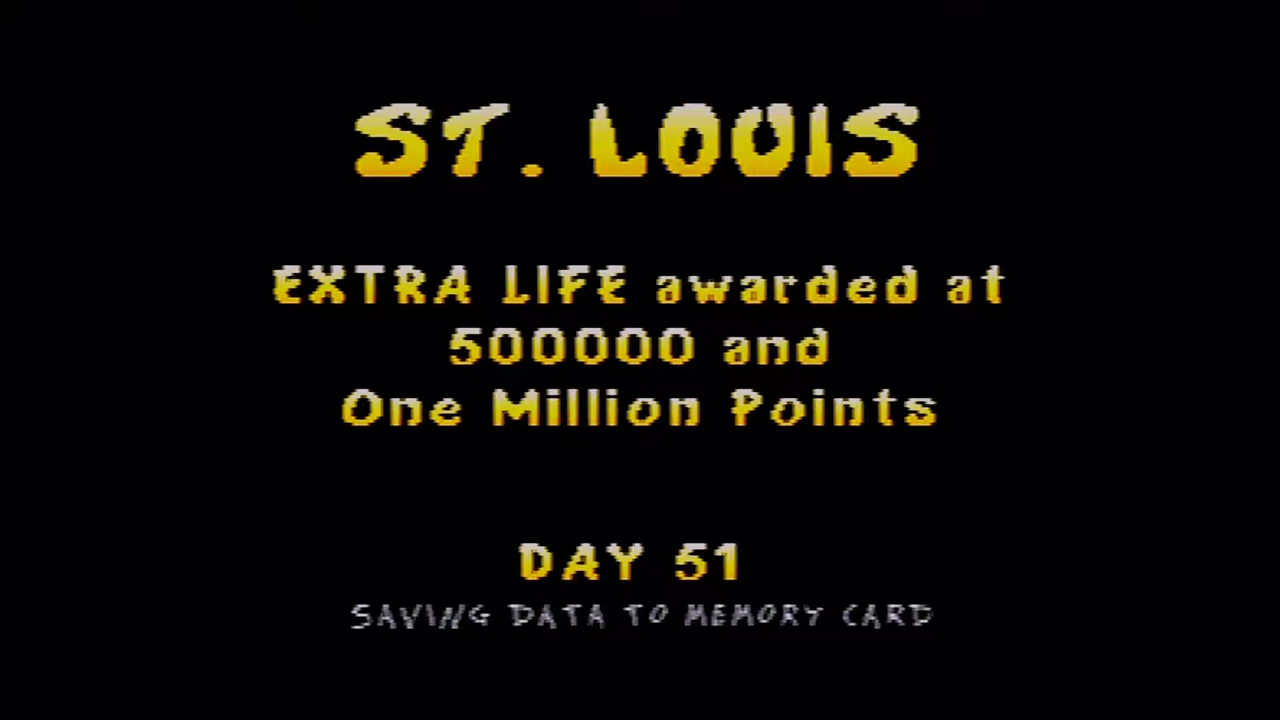 ST. LOUIS
EXTRA LIFE awarded at
500000 and
One Million Points
DAY 51
SAVING DATA TO MEMORY CARD